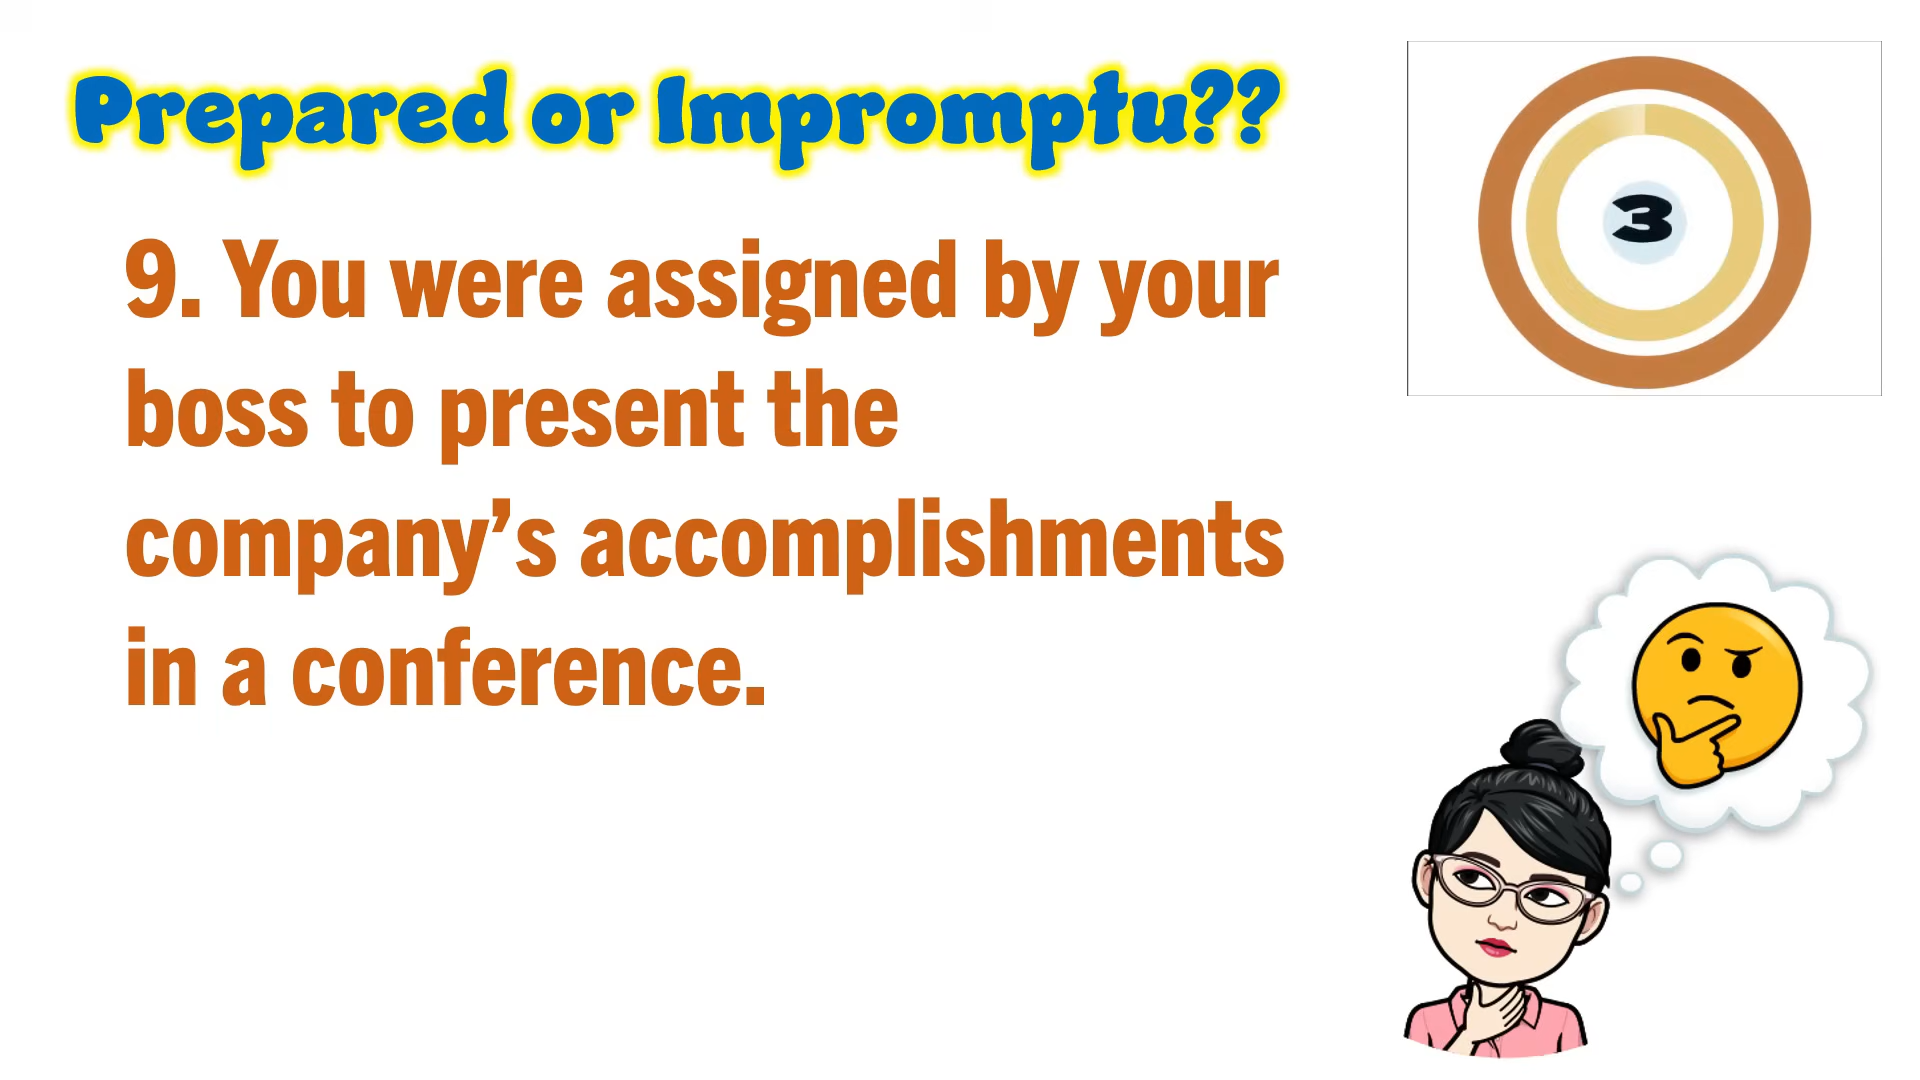 Prepared or Impromptu??
3
9. You were assigned by your
boss to present the
company’s accomplishments
in a conference.